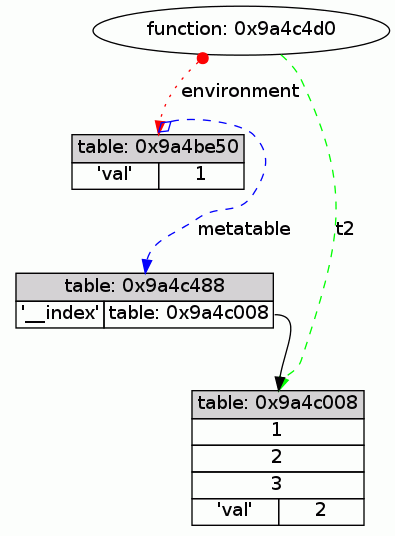 function: 0x9a4c4d0
environment
table: 0x9a4be50
'val' 1
metatable t2
table: 0x9a4c488
'__index' table: 0x9a4c008
table: 0x9a4c008
1
2
3
'val' 2